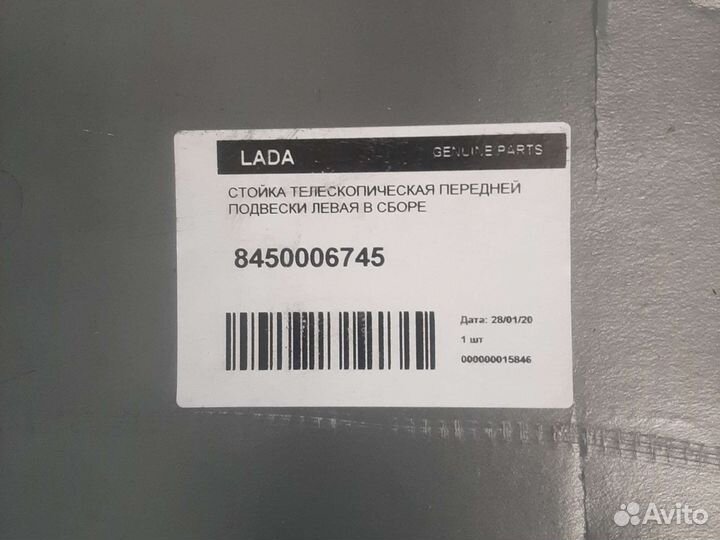 LADA GENUINE PARTS
СТОЙКА ТЕЛЕСКОПИЧЕСКАЯ ПЕРЕДНЕЙ
ПОДВЕСКИ ЛЕВАЯ В СБОРЕ
8450006745
Дата: 28/01/20
1 шт
000000015846
Avito